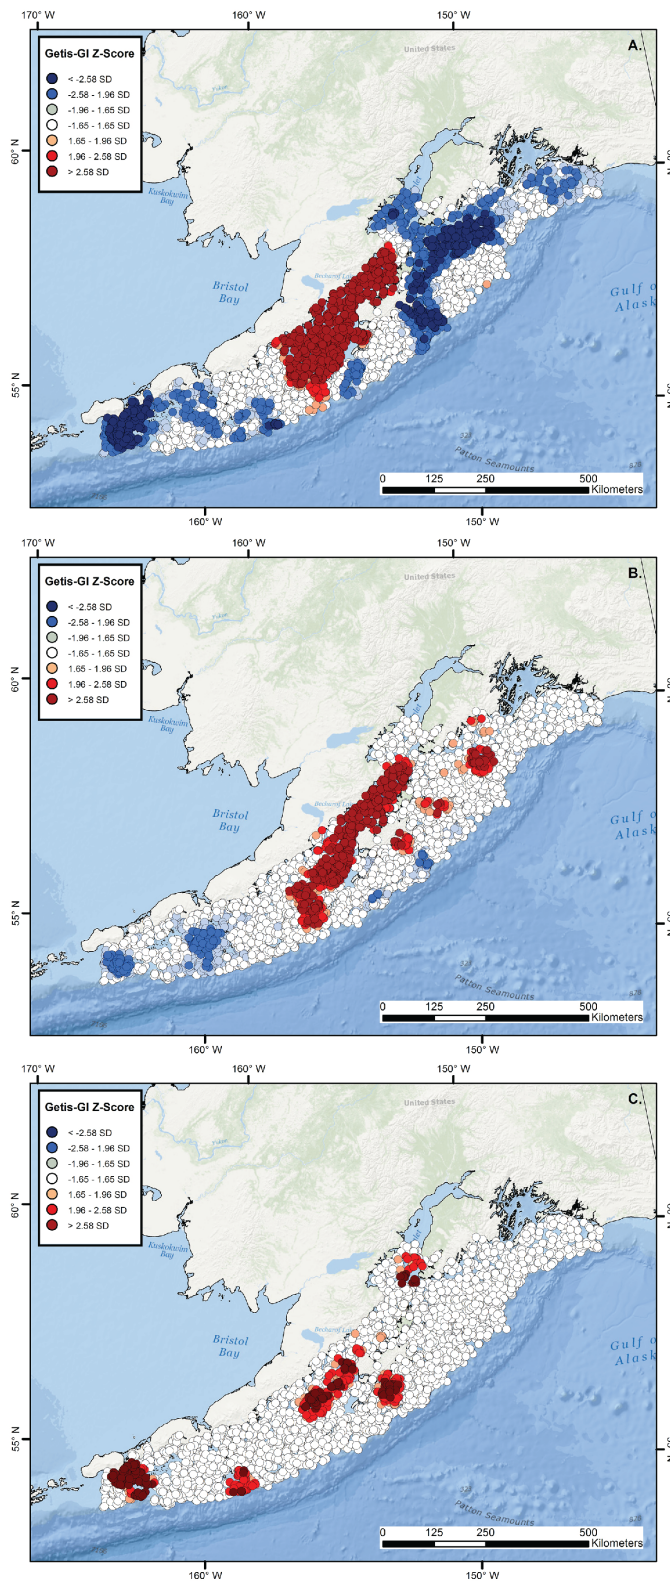 170° W
160° W
150° W
A.
Getis-GI Z-Score
< -2.58 SD
-2.58 - 1.96 SD
-1.96 - 1.65 SD
-1.65 - 1.65 SD
1.65 - 1.96 SD
1.96 - 2.58 SD
> 2.58 SD
United States
60° N
Kuskokwim
Bay
Bristol
Bay
Gulf o
Alask
55° N
Patton Seamounts
0 125 250 500
Kilometers
160° W
150° W
170° W
160° W
150° W
B.
Getis-GI Z-Score
< -2.58 SD
-2.58 - 1.96 SD
-1.96 - 1.65 SD
-1.65 - 1.65 SD
1.65 - 1.96 SD
1.96 - 2.58 SD
> 2.58 SD
United States
60° N
Kuskokwim
Bay
Bristol
Bay
Gulf o
Alask
55° N
Patton Seamounts
0 125 250 500
Kilometers
160° W
150° W
170° W
160° W
150° W
C.
Getis-GI Z-Score
< -2.58 SD
-2.58 - 1.96 SD
-1.96 - 1.65 SD
-1.65 - 1.65 SD
1.65 - 1.96 SD
1.96 - 2.58 SD
> 2.58 SD
United States
60° N
Kuskokwim
Bay
Bristol
Bay
Gulf o
Alask
55° N
Patton Seamounts
0 125 250 500
Kilometers
160° W
150° W